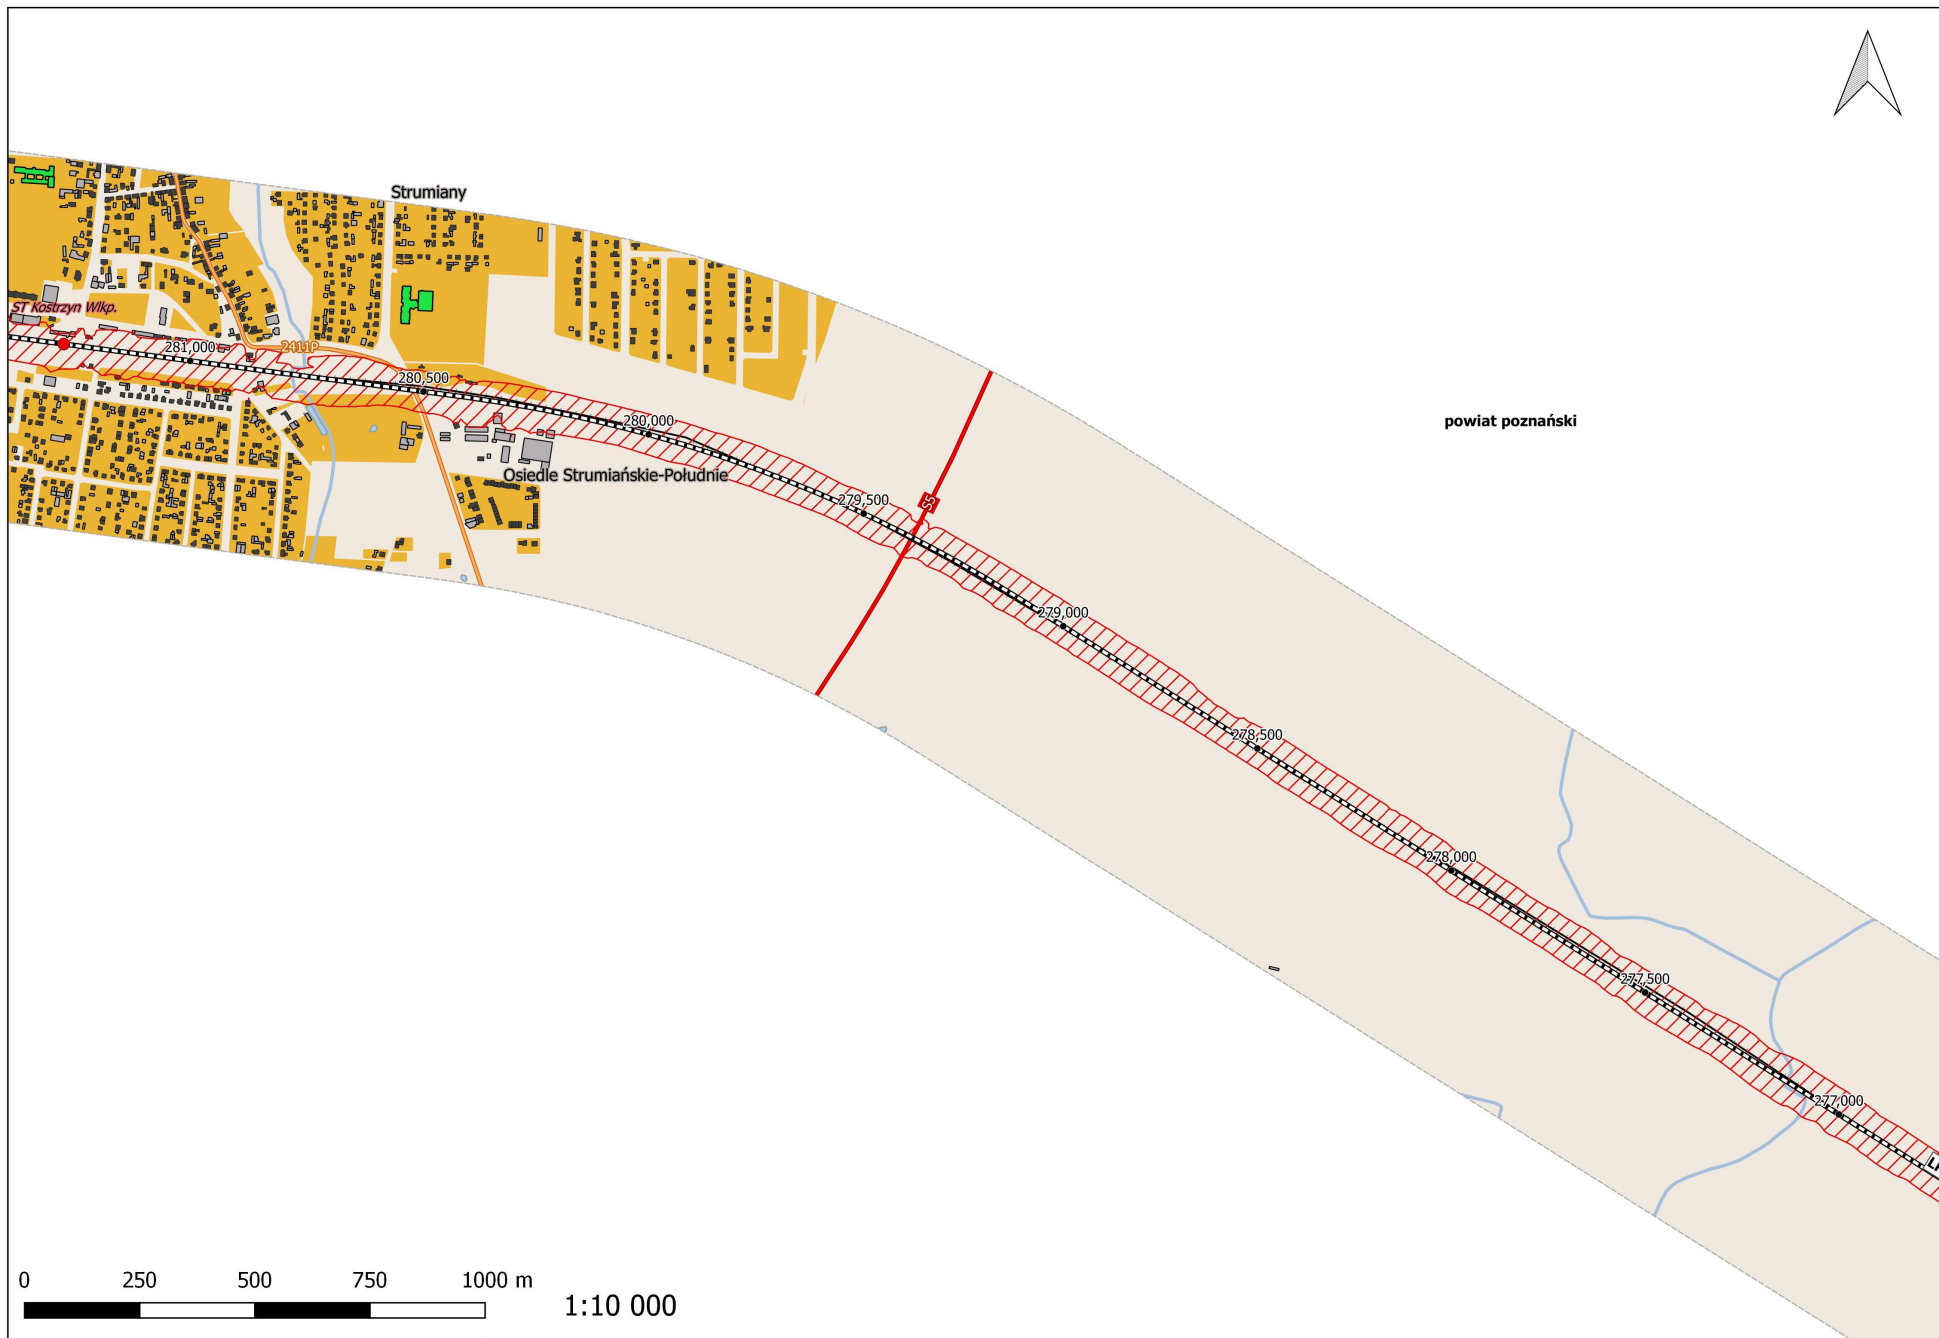 Strumiany
ST Kostrzyn Wlkp.
281,000
2411P
280,500
280,000
powiat poznański
Osiedle Strumiańskie-Południe
279,500
S5
279,000
278,500
278,000
277,500
277,000
0 250 500 750 1000 m
1:10 000